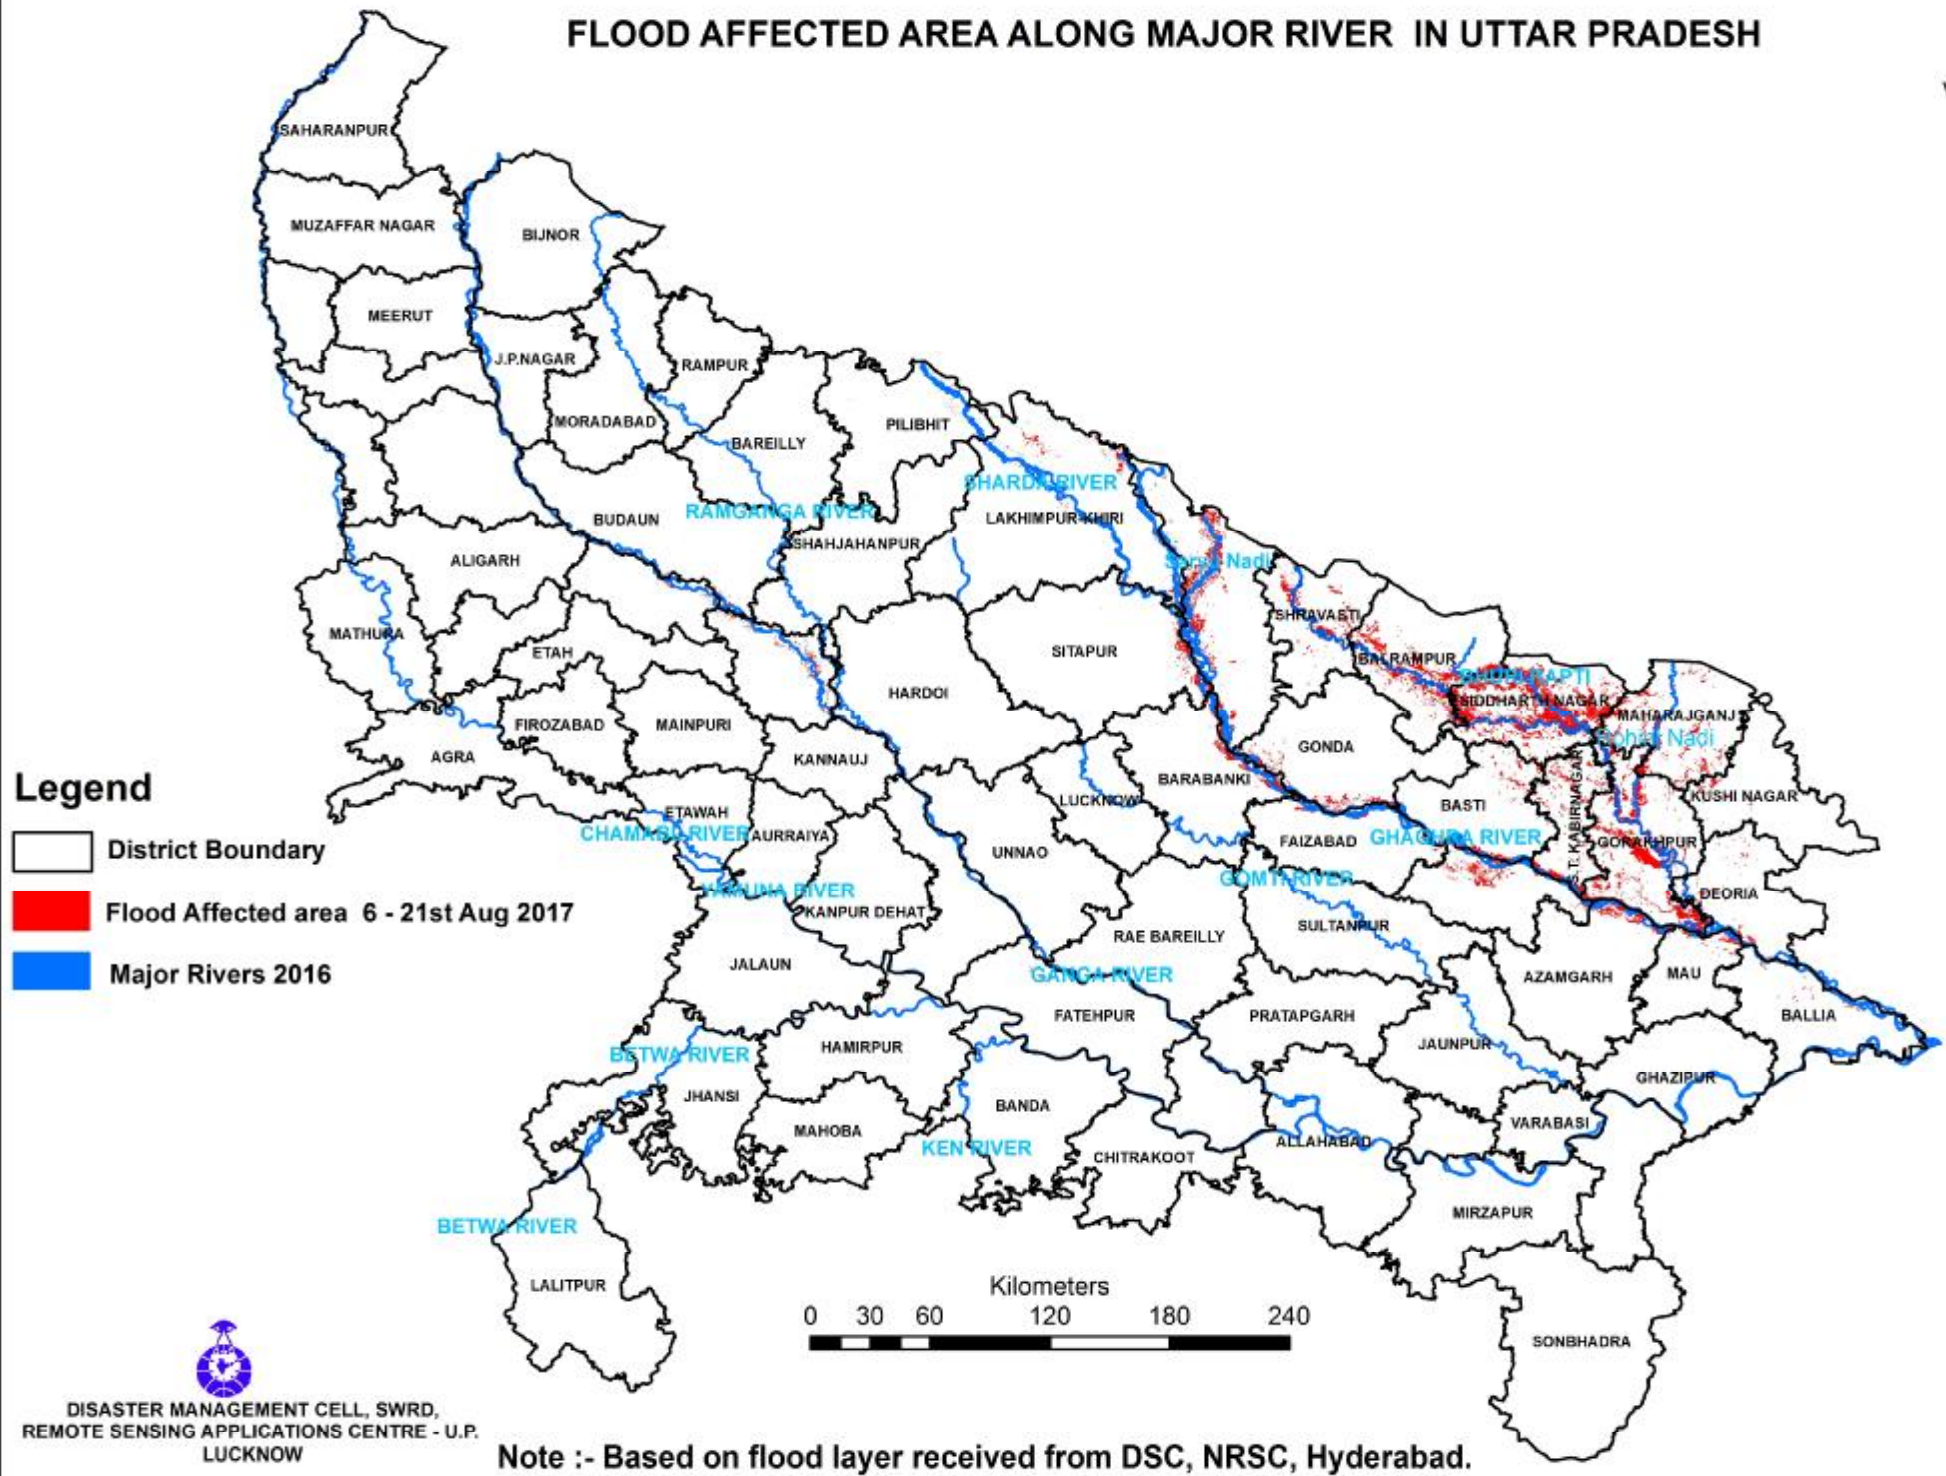 FLOOD AFFECTED AREA ALONG MAJOR RIVER IN UTTAR PRADESH
SAHARANPUR
MUZAFFAR NAGAR
BIJNOR
MEERUT
J.P.NAGAR
RAMPUR
MORADABAD
BAREILLY
PILIBHIT
SHARDA RIVER
RAMGANGA RIVER
BUDAUN
LAKHIMPUR-KHIRI
SHAHJAHANPUR
ALIGARH
Nadi
SHRAVASTI
MATHURA
ETAH
SITAPUR
BALRAMPUR
HARDOI
SIDDHARTH NAGAR
MAHARAJGANJ
Nadi
FIROZABAD
MAINPURI
AGRA
KANNAUJ
GONDA
BARABANKI
LUCKNOW
BASTI
KUSHI NAGAR
S.T. KABIRNAGAR
ETAWAH
CHAMABL RIVER
AURRAIYA
UNNAO
FAIZABAD
GHAGHRA RIVER
GORAKHPUR
YAMUNA RIVER
GOMTI RIVER
DEORIA
KANPUR DEHAT
RAE BAREILLY
SULTANPUR
JALAUN
GANGA RIVER
AZAMGARH
MAU
FATEHPUR
PRATAPGARH
BALLIA
BETWA RIVER
HAMIRPUR
JAUNPUR
GHAZIPUR
JHANSI
BANDA
MAHOBA
VARABASI
KEN RIVER
CHITRAKOOT
ALLAHABAD
BETWA RIVER
MIRZAPUR
LALITPUR
SONBHADRA
Legend
District Boundary
Flood Affected area 6 - 21st Aug 2017
Major Rivers 2016
Kilometers
0 30 60 120 180 240
DISASTER MANAGEMENT CELL, SWRD,
REMOTE SENSING APPLICATIONS CENTRE - U.P.
LUCKNOW
Note :- Based on flood layer received from DSC, NRSC, Hyderabad.